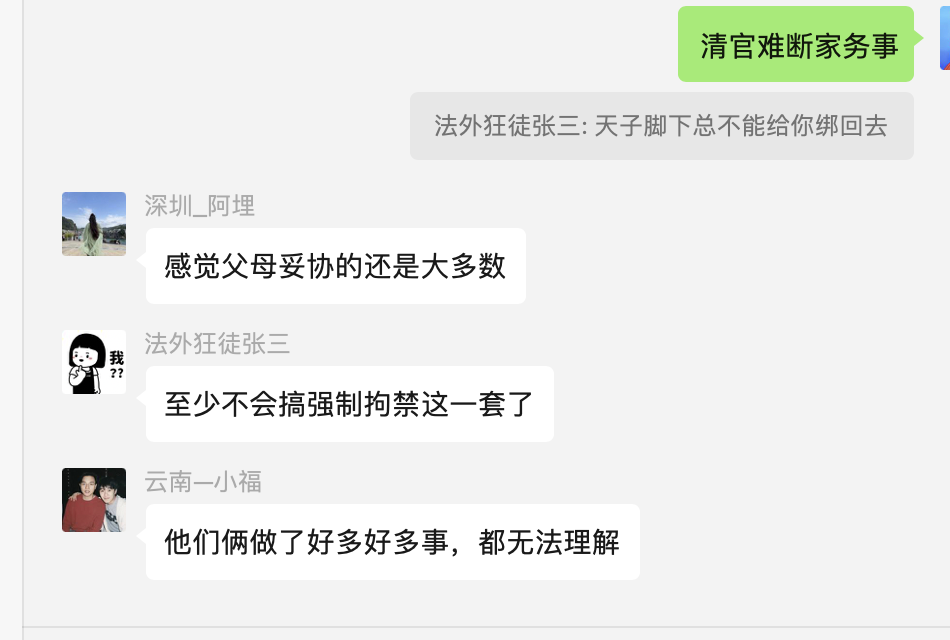 清官难断家务事
法外狂徒张三: 天子脚下总不能给你绑回去
深圳_阿埋
感觉父母妥协的还是大多数
法外狂徒张三
我
??
至少不会搞强制拘禁这一套了
云南—小福
他们俩做了好多好多事，都无法理解